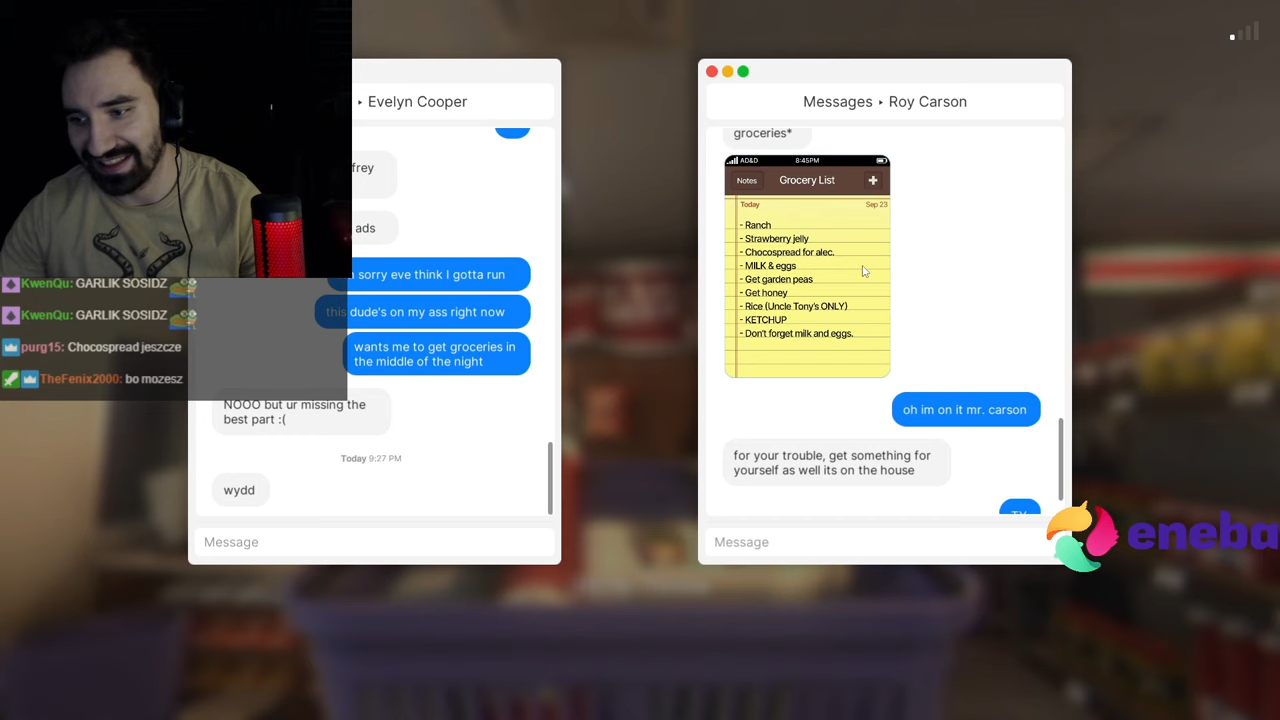 ▸ Evelyn Cooper
frey
ads
sorry eve think I gotta run
this dude's on my ass right now
wants me to get groceries in
the middle of the night
NOOO but ur missing the
best part :(
Today 9:27 PM
wydd
Message
KwenQu: GARLIK SOSIDZ
KwenQu: GARLIK SOSIDZ
purg15: Chocospread jeszcze
TheFenix2000: bo mozesz
Messages ▸ Roy Carson
groceries*
AD&D 8:45PM
Notes Grocery List +
Today Sep 23
- Ranch
- Strawberry jelly
- Chocospread for alec.
- MILK & eggs
- Get garden peas
- Get honey
- Rice (Uncle Tony's ONLY)
- KETCHUP
- Don't forget milk and eggs.
oh im on it mr. carson
for your trouble, get something for
yourself as well its on the house
Message
eneba